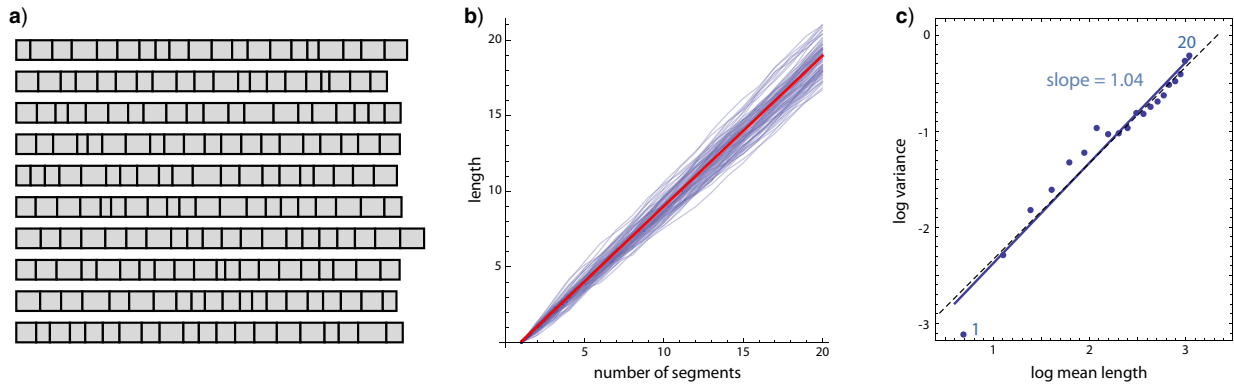 a)
b)
20
15
10
5
length
5
10
15
20
number of segments
c)
0
-1
-2
-3
log variance
20
slope = 1.04
1
1
2
3
log mean length